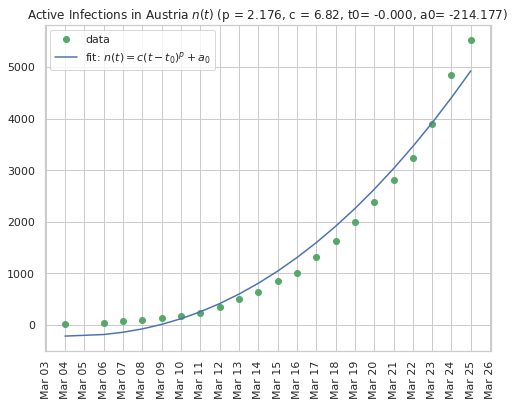 Active Infections in Austria n(t) (p = 2.176, c = 6.82, t0= -0.000, a0= -214.177)
data
fit: n(t) = c(t − t₀)ᵖ + a₀
5000
4000
3000
2000
1000
0
Mar 03
Mar 04
Mar 05
Mar 06
Mar 07
Mar 08
Mar 09
Mar 10
Mar 11
Mar 12
Mar 13
Mar 14
Mar 15
Mar 16
Mar 17
Mar 18
Mar 19
Mar 20
Mar 21
Mar 22
Mar 23
Mar 24
Mar 25
Mar 26